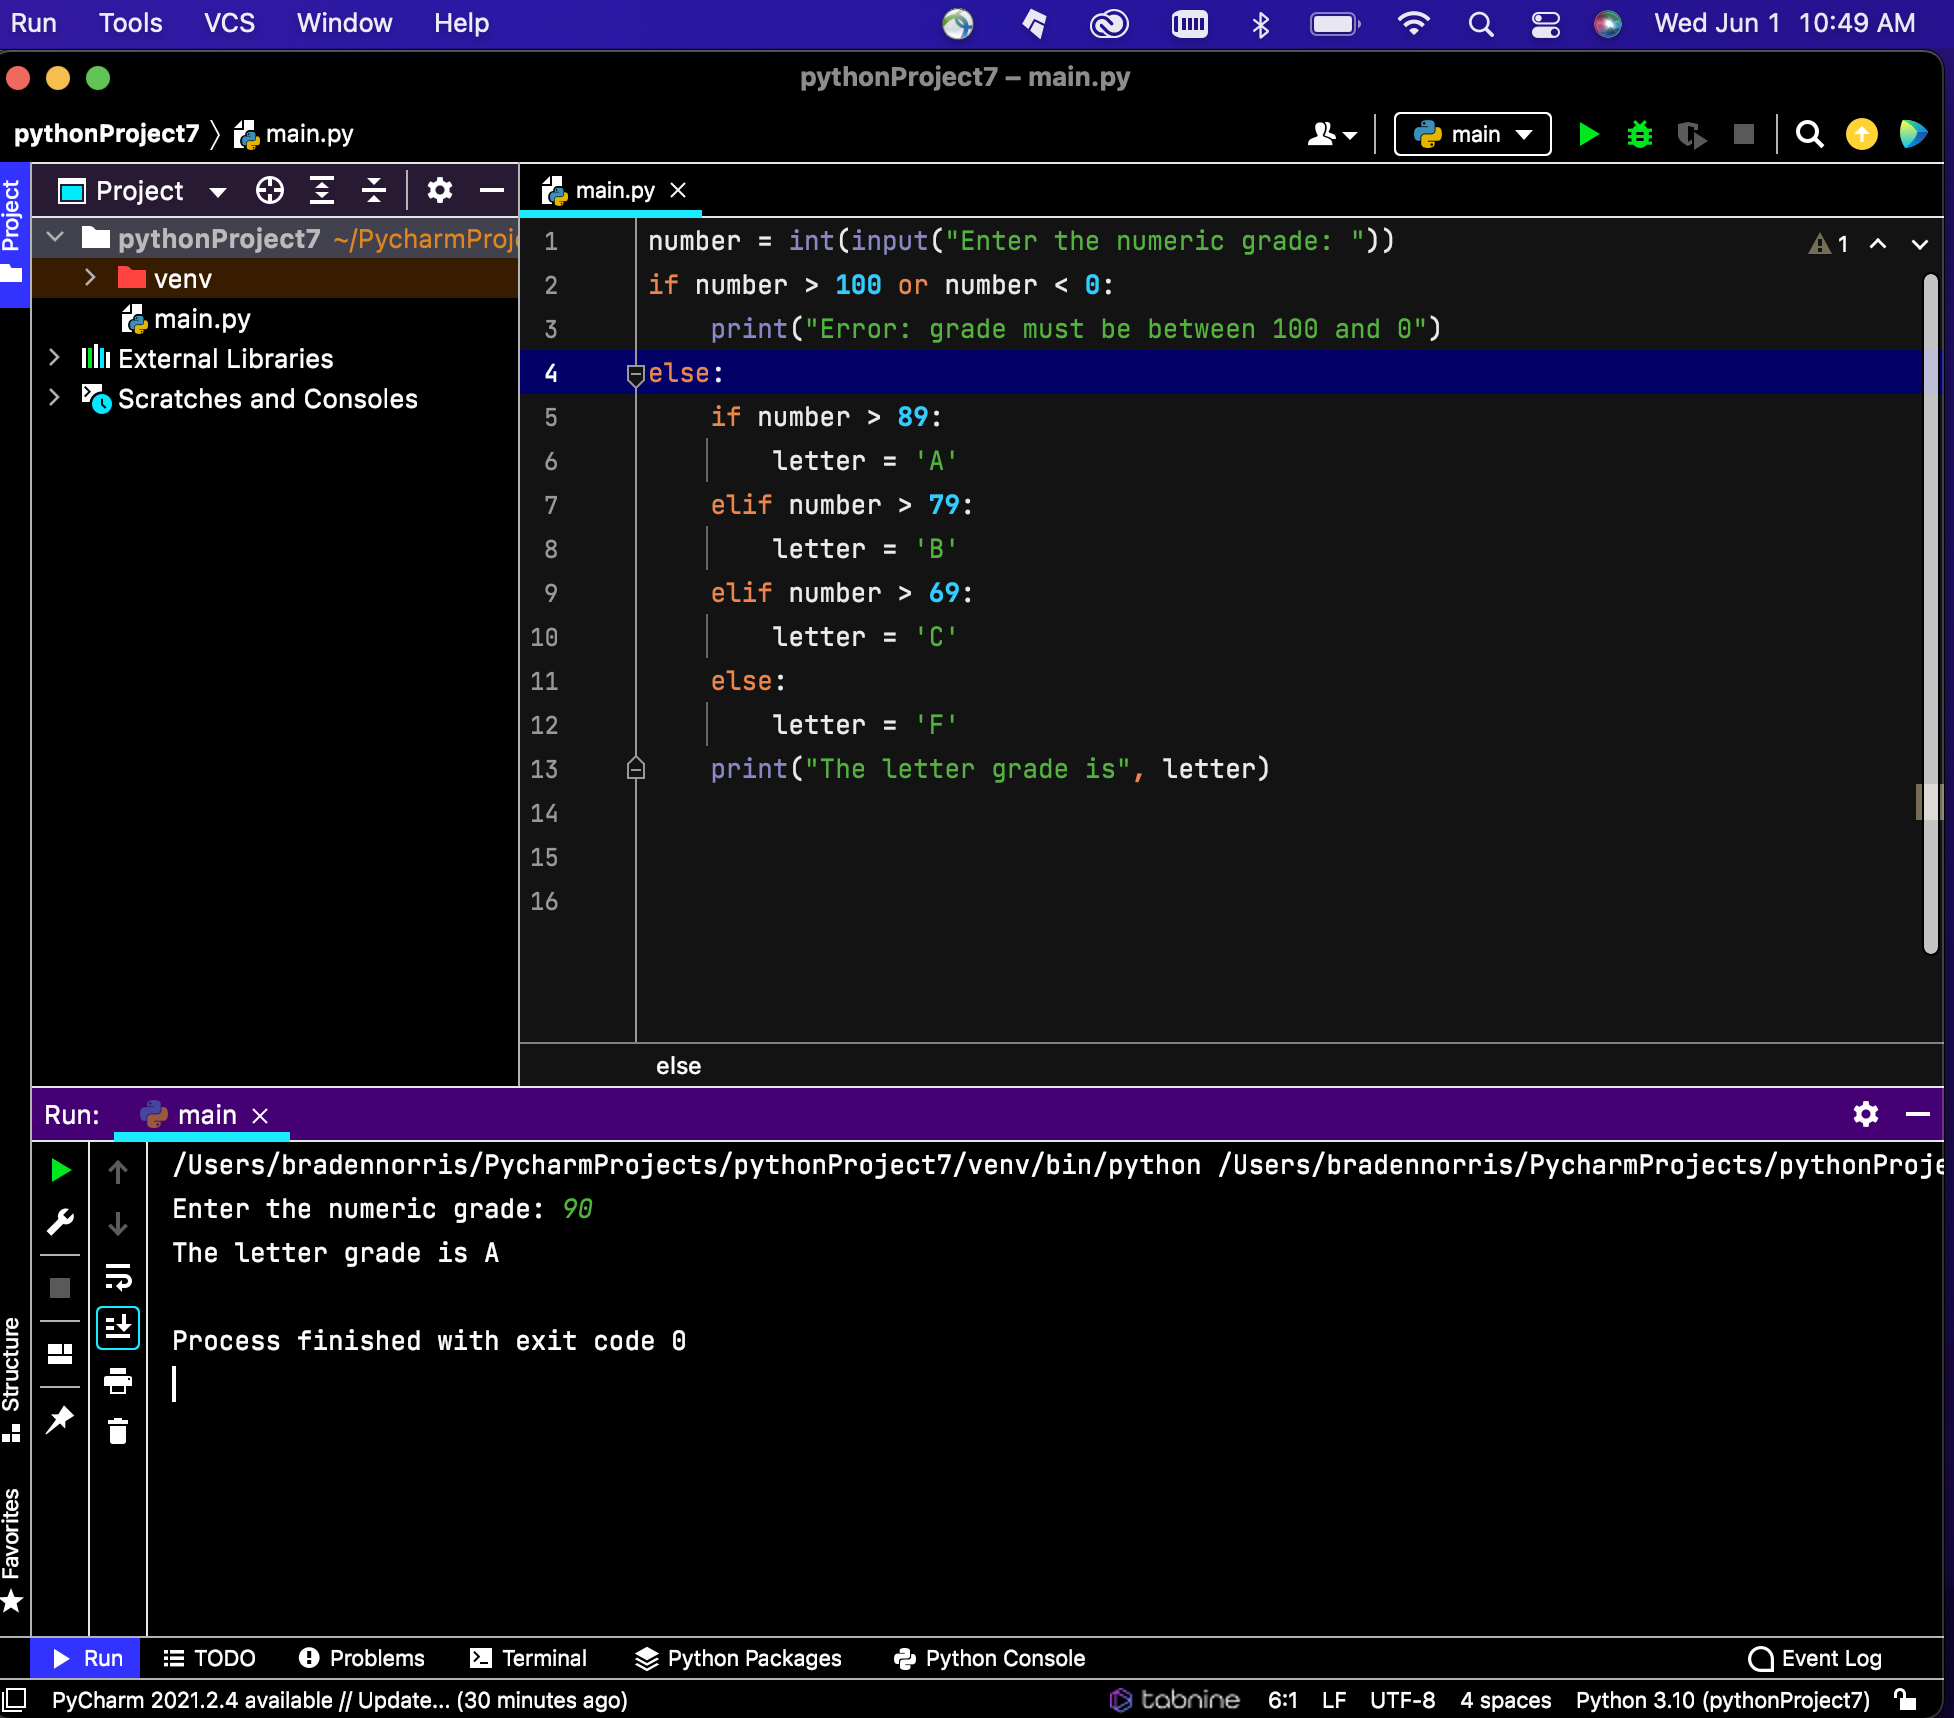 Run Tools VCS Window Help Wed Jun 1 10:49 AM
pythonProject7 – main.py
pythonProject7 main.py main
Project
Project
main.py
pythonProject7 ~/PycharmProj
venv
main.py
External Libraries
Scratches and Consoles
1 number = int(input("Enter the numeric grade: "))
1
2 if number > 100 or number < 0:
3 print("Error: grade must be between 100 and 0")
4 else:
5 if number > 89:
6 letter = 'A'
7 elif number > 79:
8 letter = 'B'
9 elif number > 69:
10 letter = 'C'
11 else:
12 letter = 'F'
13 print("The letter grade is", letter)
14
15
16
else
Run: main
/Users/bradennorris/PycharmProjects/pythonProject7/venv/bin/python /Users/bradennorris/PycharmProjects/pythonProje
Enter the numeric grade: 90
The letter grade is A
Process finished with exit code 0
Structure
Favorites
Run TODO Problems Terminal Python Packages Python Console Event Log
PyCharm 2021.2.4 available // Update... (30 minutes ago) tabnine 6:1 LF UTF-8 4 spaces Python 3.10 (pythonProject7)